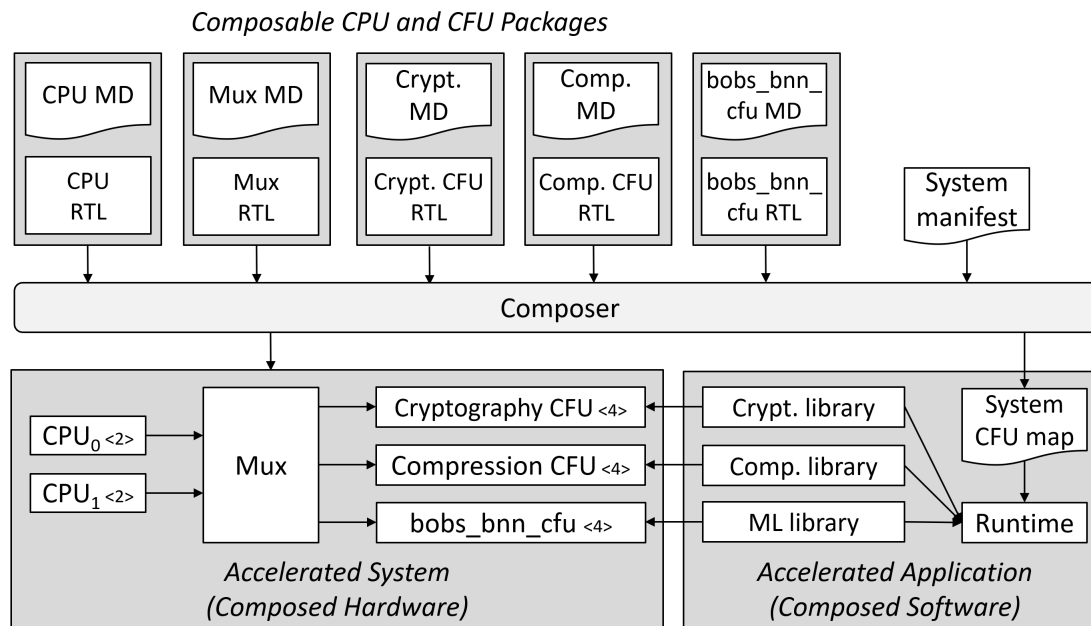 Composable CPU and CFU Packages
CPU MD
CPU
RTL
Mux MD
Mux
RTL
Crypt.
MD
Crypt. CFU
RTL
Comp.
MD
Comp. CFU
RTL
bobs_bnn_
cfu MD
bobs_bnn_
cfu RTL
System
manifest
Composer
CPU₀ <2>
CPU₁ <2>
Mux
Cryptography CFU <4>
Compression CFU <4>
bobs_bnn_cfu <4>
Accelerated System
(Composed Hardware)
Crypt. library
Comp. library
ML library
System
CFU map
Runtime
Accelerated Application
(Composed Software)